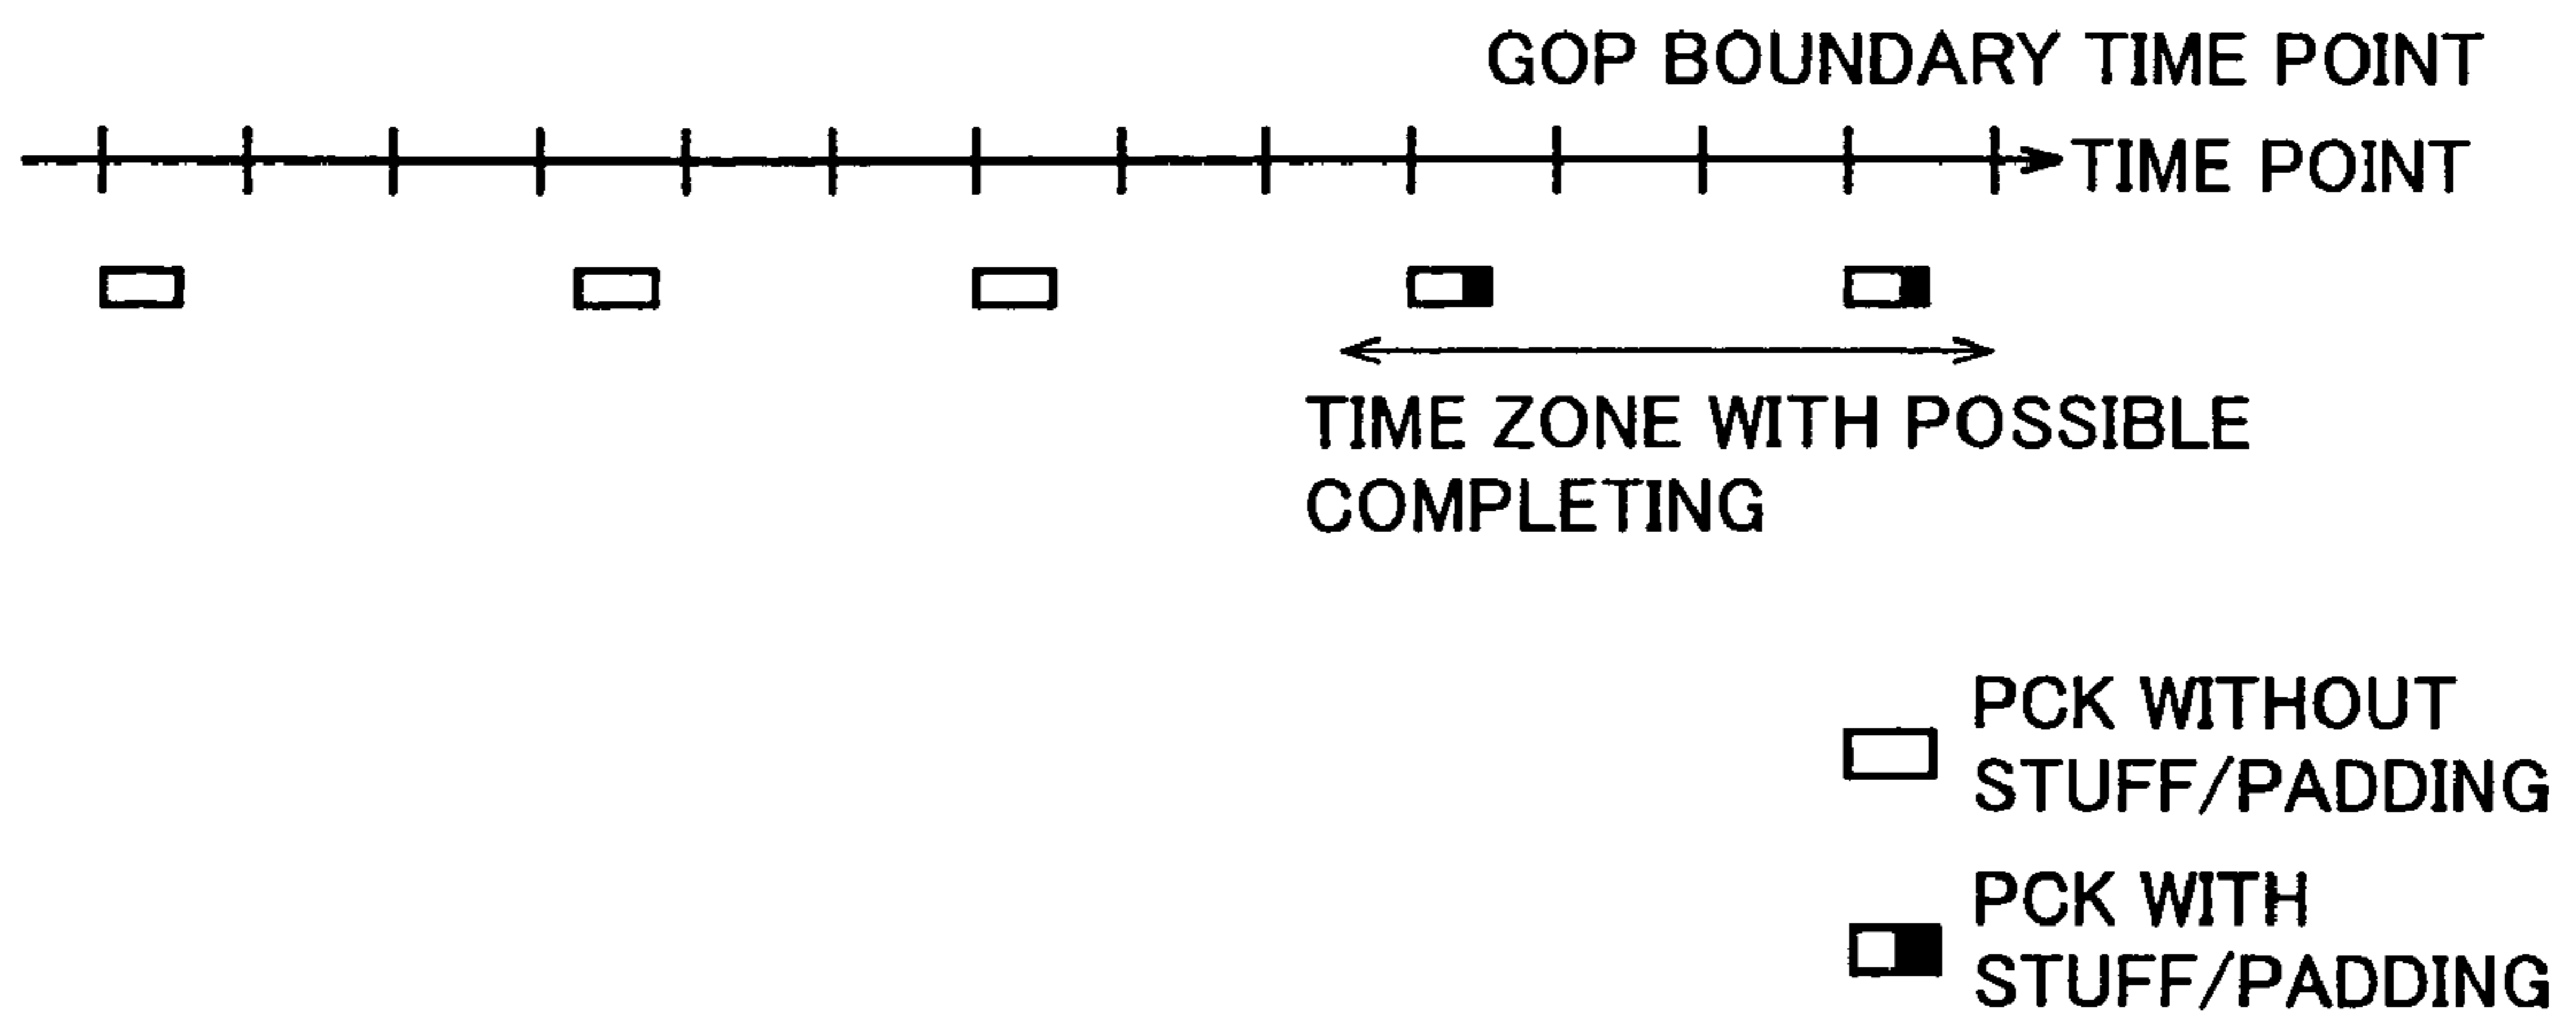 GOP BOUNDARY TIME POINT
TIME POINT
TIME ZONE WITH POSSIBLE
COMPLETING
PCK WITHOUT
STUFF/PADDING
PCK WITH
STUFF/PADDING